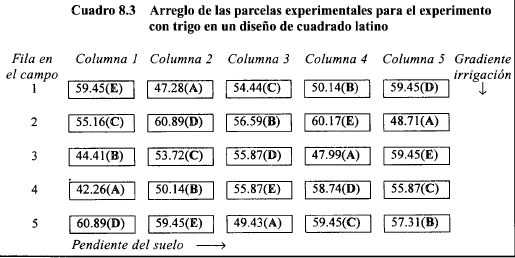 Cuadro 8.3 Arreglo de las parcelas experimentales para el experimento
con trigo en un diseño de cuadrado latino
Fila en Columna 1 Columna 2 Columna 3 Columna 4 Columna 5 Gradiente
el campo irrigación
1 59.45(E) 47.28(A) 54.44(C) 50.14(B) 59.45(D) ↓
2 55.16(C) 60.89(D) 56.59(B) 60.17(E) 48.71(A)
3 44.41(B) 53.72(C) 55.87(D) 47.99(A) 59.45(E)
4 42.26(A) 50.14(B) 55.87(E) 58.74(D) 55.87(C)
5 60.89(D) 59.45(E) 49.43(A) 59.45(C) 57.31(B)
Pendiente del suelo →